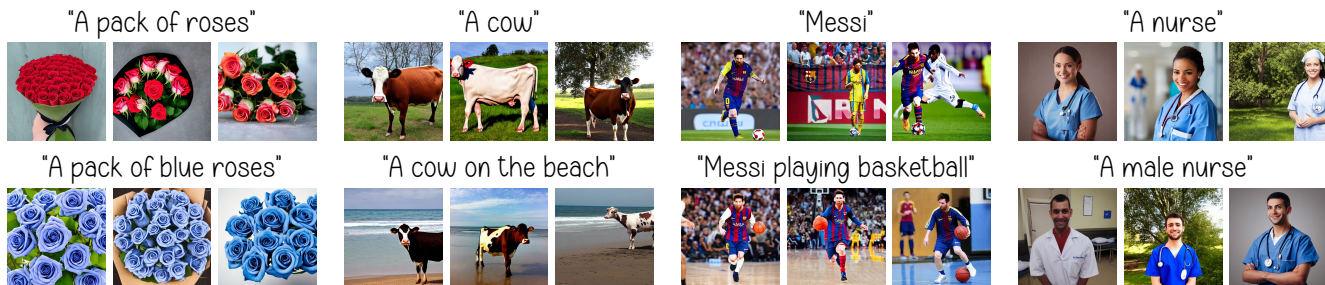 "A pack of roses"
"A cow"
"Messi"
"A nurse"
"A pack of blue roses"
"A cow on the beach"
"Messi playing basketball"
"A male nurse"